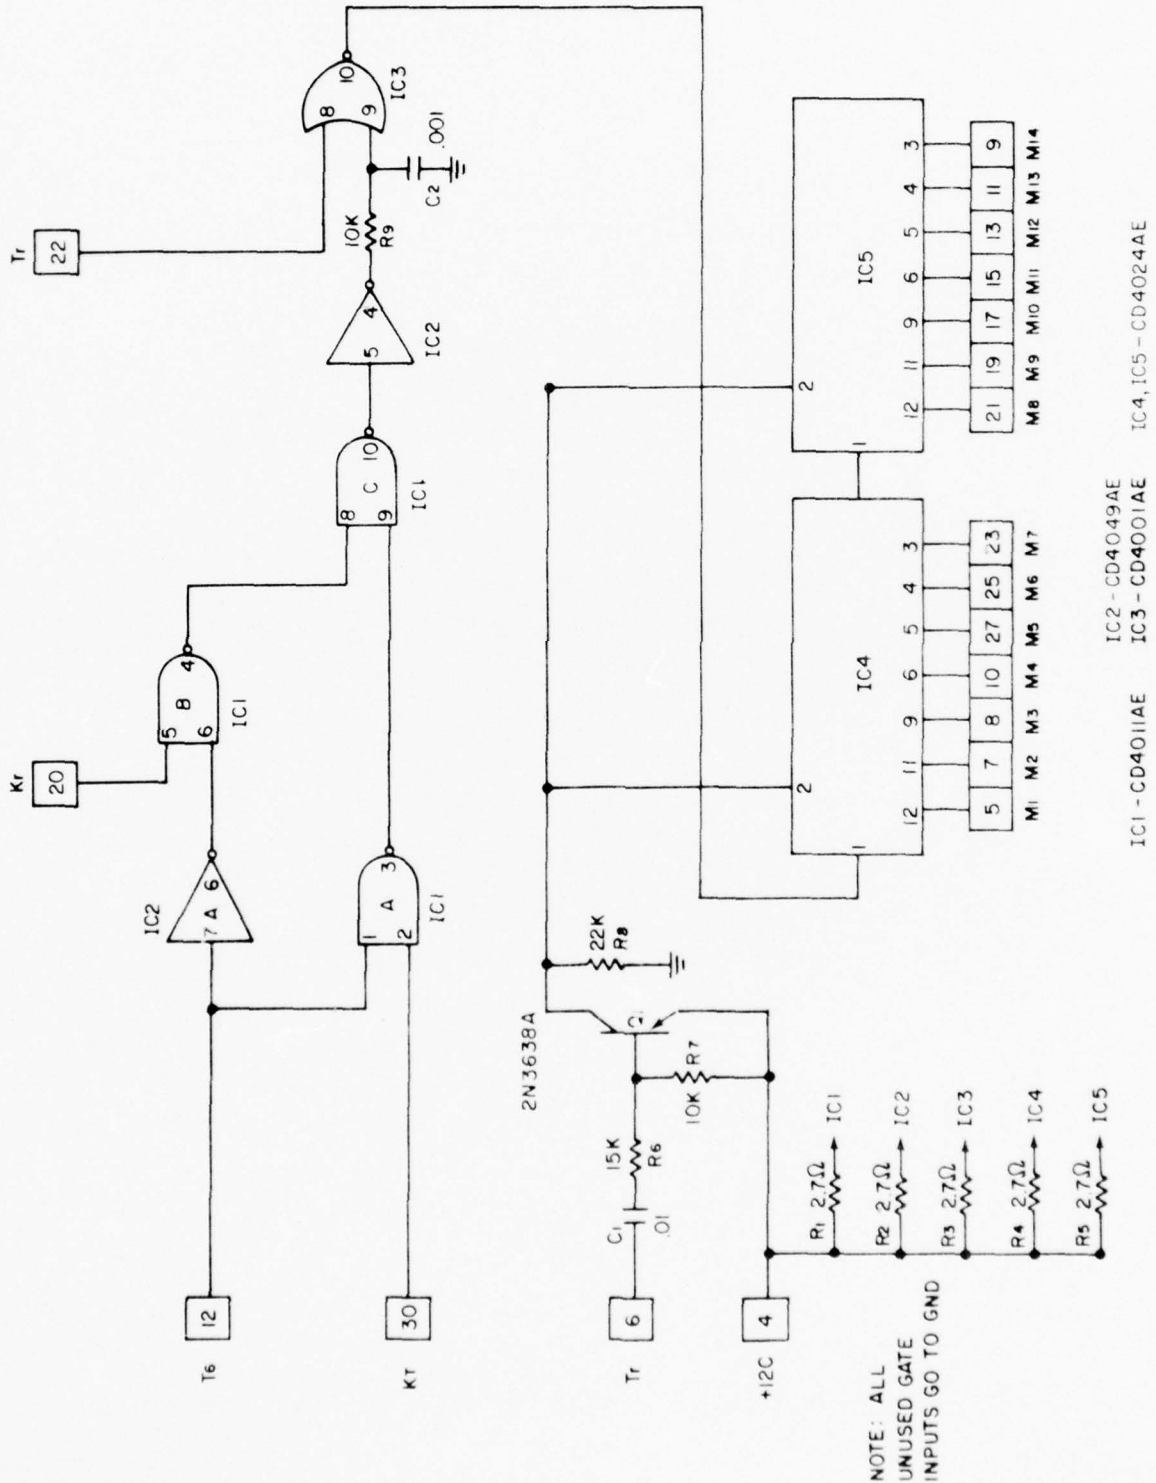 Tr
22
Kr
20
T6
12
KT
30
IC2
7 A 6
5
B 4
6
IC1
1
A 3
2
IC1
8
C 10
9
IC1
5 4
IC2
10K
R9
C2
.001
8
10
9
IC3
2N3638A
Tr
6
C1
.01
15K
R6
10K
R7
22K
R8
+12C
4
R1 2.7Ω IC1
R2 2.7Ω IC2
R3 2.7Ω IC3
R4 2.7Ω IC4
R5 2.7Ω IC5
NOTE: ALL
UNUSED GATE
INPUTS GO TO GND
2
IC4
1
12 11 9 6 5 4 3
5 7 8 10 27 25 23
M1 M2 M3 M4 M5 M6 M7
2
IC5
1
12 11 9 6 5 4 3
21 19 17 15 13 11 9
M8 M9 M10 M11 M12 M13 M14
IC2 - CD4049AE
IC1 - CD4011AE IC3 - CD4001AE IC4, IC5 - CD4024AE